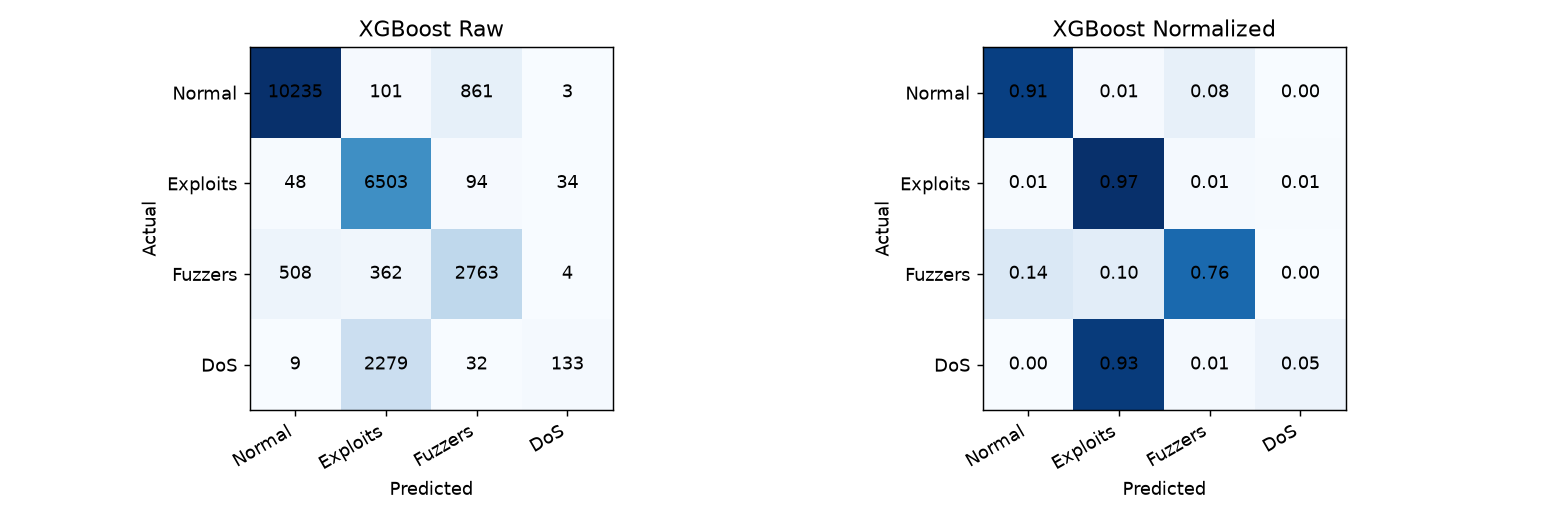 XGBoost Raw
Actual
Normal 10235 101 861 3
Exploits 48 6503 94 34
Fuzzers 508 362 2763 4
DoS 9 2279 32 133
Normal Exploits Fuzzers DoS
Predicted
XGBoost Normalized
Actual
Normal 0.91 0.01 0.08 0.00
Exploits 0.01 0.97 0.01 0.01
Fuzzers 0.14 0.10 0.76 0.00
DoS 0.00 0.93 0.01 0.05
Normal Exploits Fuzzers DoS
Predicted